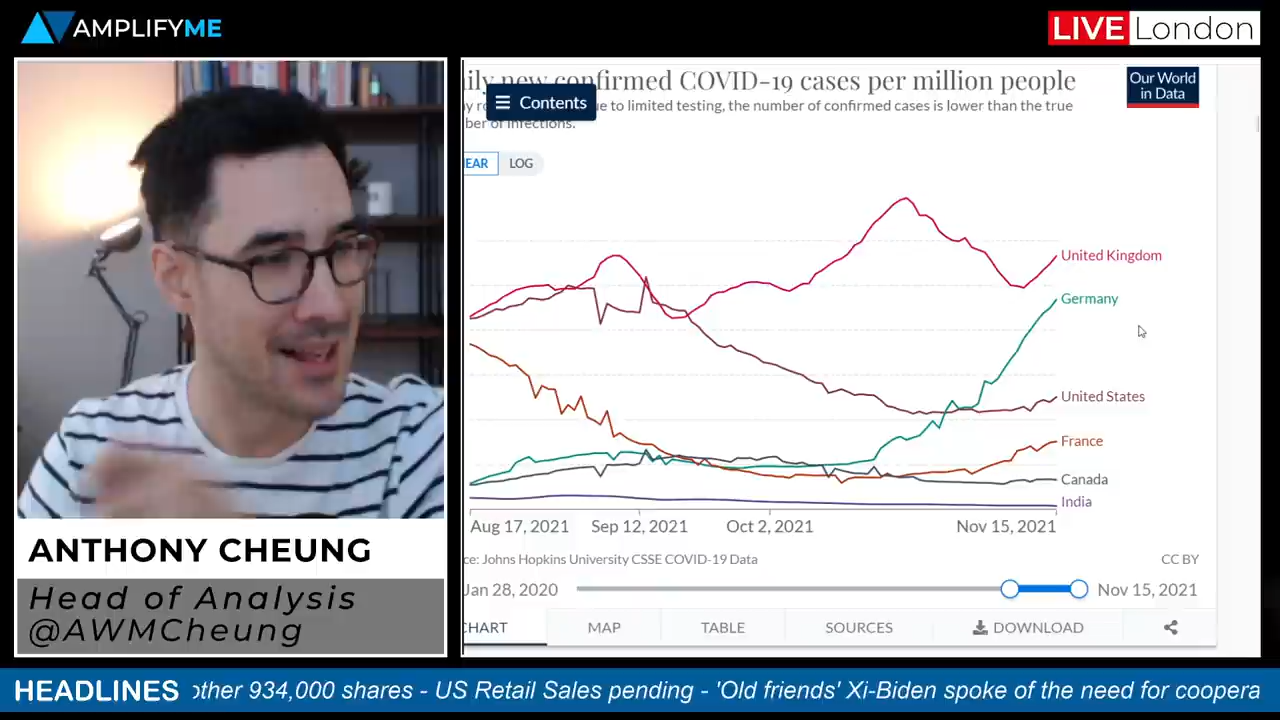 AMPLIFYME
LIVE London
ily new confirmed COVID-19 cases per million people
Our World
in Data
Contents
ue to limited testing, the number of confirmed cases is lower than the true
ber of infections.
EAR
LOG
United Kingdom
Germany
United States
France
Canada
India
Aug 17, 2021
Sep 12, 2021
Oct 2, 2021
Nov 15, 2021
ce: Johns Hopkins University CSSE COVID-19 Data
CC BY
Jan 28, 2020
Nov 15, 2021
CHART
MAP
TABLE
SOURCES
DOWNLOAD
ANTHONY CHEUNG
Head of Analysis
@AWMCheung
HEADLINES
other 934,000 shares - US Retail Sales pending - 'Old friends' Xi-Biden spoke of the need for coopera